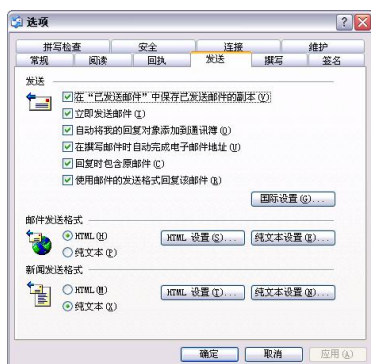 选项
拼写检查 安全 连接 维护
常规 阅读 回执 发送 撰写 签名
发送
在“已发送邮件”中保存已发送邮件的副本(V)
立即发送邮件(I)
自动将我的回复对象添加到通讯簿(O)
在撰写邮件时自动完成电子邮件地址(U)
回复时包含原邮件(C)
使用邮件的发送格式回复该邮件(R)
国际设置(G)...
邮件发送格式
HTML(H) HTML 设置(S)... 纯文本设置(E)...
纯文本(P)
新闻发送格式
HTML(M) HTML 设置(T)... 纯文本设置(N)...
纯文本(X)
确定 取消 应用(A)